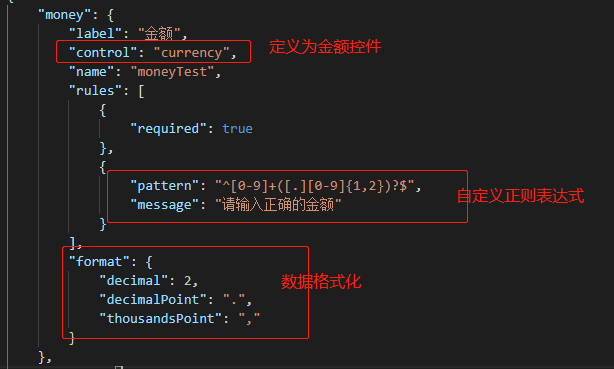 "money": {
"label": "金额",
"control": "currency", 定义为金额控件
"name": "moneyTest",
"rules": [
{
"required": true
},
{
"pattern": "^[0-9]+([.][0-9]{1,2})?$", 自定义正则表达式
"message": "请输入正确的金额"
}
],
"format": { 数据格式化
"decimal": 2,
"decimalPoint": ".",
"thousandsPoint": ","
}
},